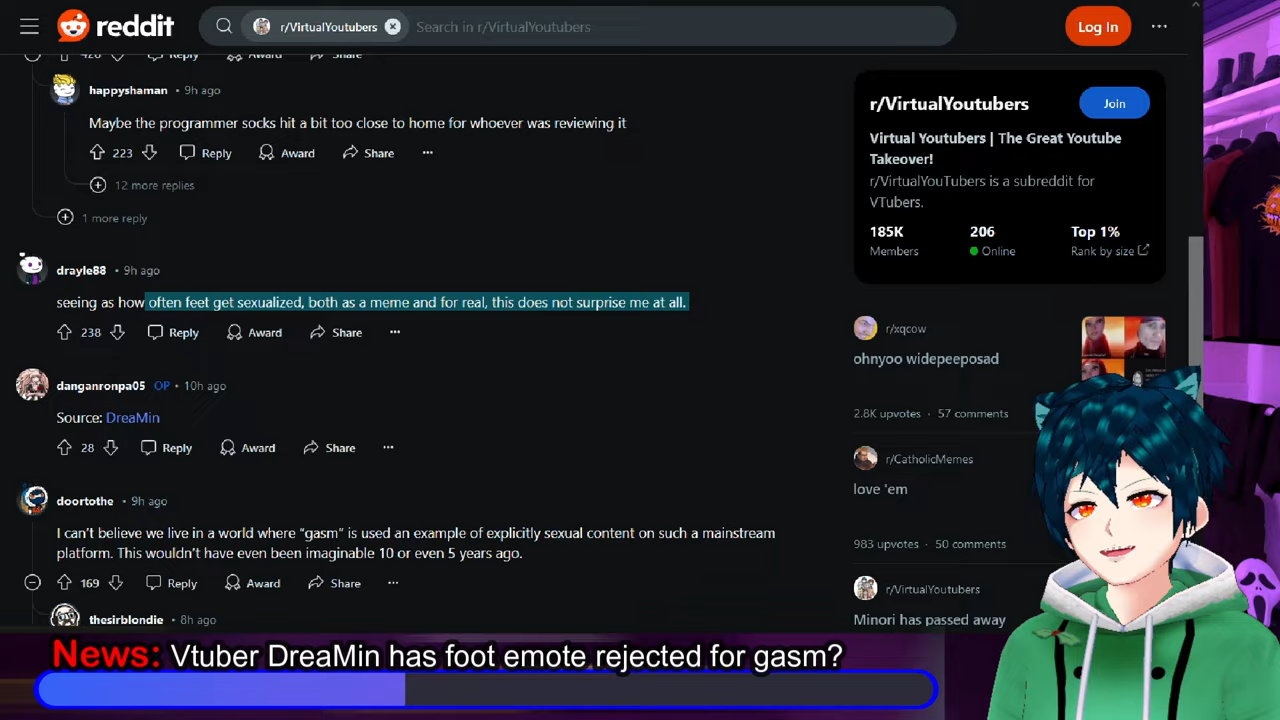 reddit
r/VirtualYoutubers
Search in r/VirtualYoutubers
Log In
420 Reply Award Share
happyshaman • 9h ago
Maybe the programmer socks hit a bit too close to home for whoever was reviewing it
223 Reply Award Share
12 more replies
1 more reply
drayle88 • 9h ago
seeing as how often feet get sexualized, both as a meme and for real, this does not surprise me at all.
238 Reply Award Share
danganronpa05 OP • 10h ago
Source: DreaMin
28 Reply Award Share
doortothe • 9h ago
I can't believe we live in a world where "gasm" is used an example of explicitly sexual content on such a mainstream
platform. This wouldn't have even been imaginable 10 or even 5 years ago.
169 Reply Award Share
thesirblondie • 8h ago
r/VirtualYoutubers
Join
Virtual Youtubers | The Great Youtube
Takeover!
r/VirtualYouTubers is a subreddit for
VTubers.
185K 206 Top 1%
Members Online Rank by size
r/xqcow
ohnyoo widepeeposad
2.8K upvotes • 57 comments
r/CatholicMemes
love 'em
983 upvotes • 50 comments
r/VirtualYoutubers
Minori has passed away
News: Vtuber DreaMin has foot emote rejected for gasm?